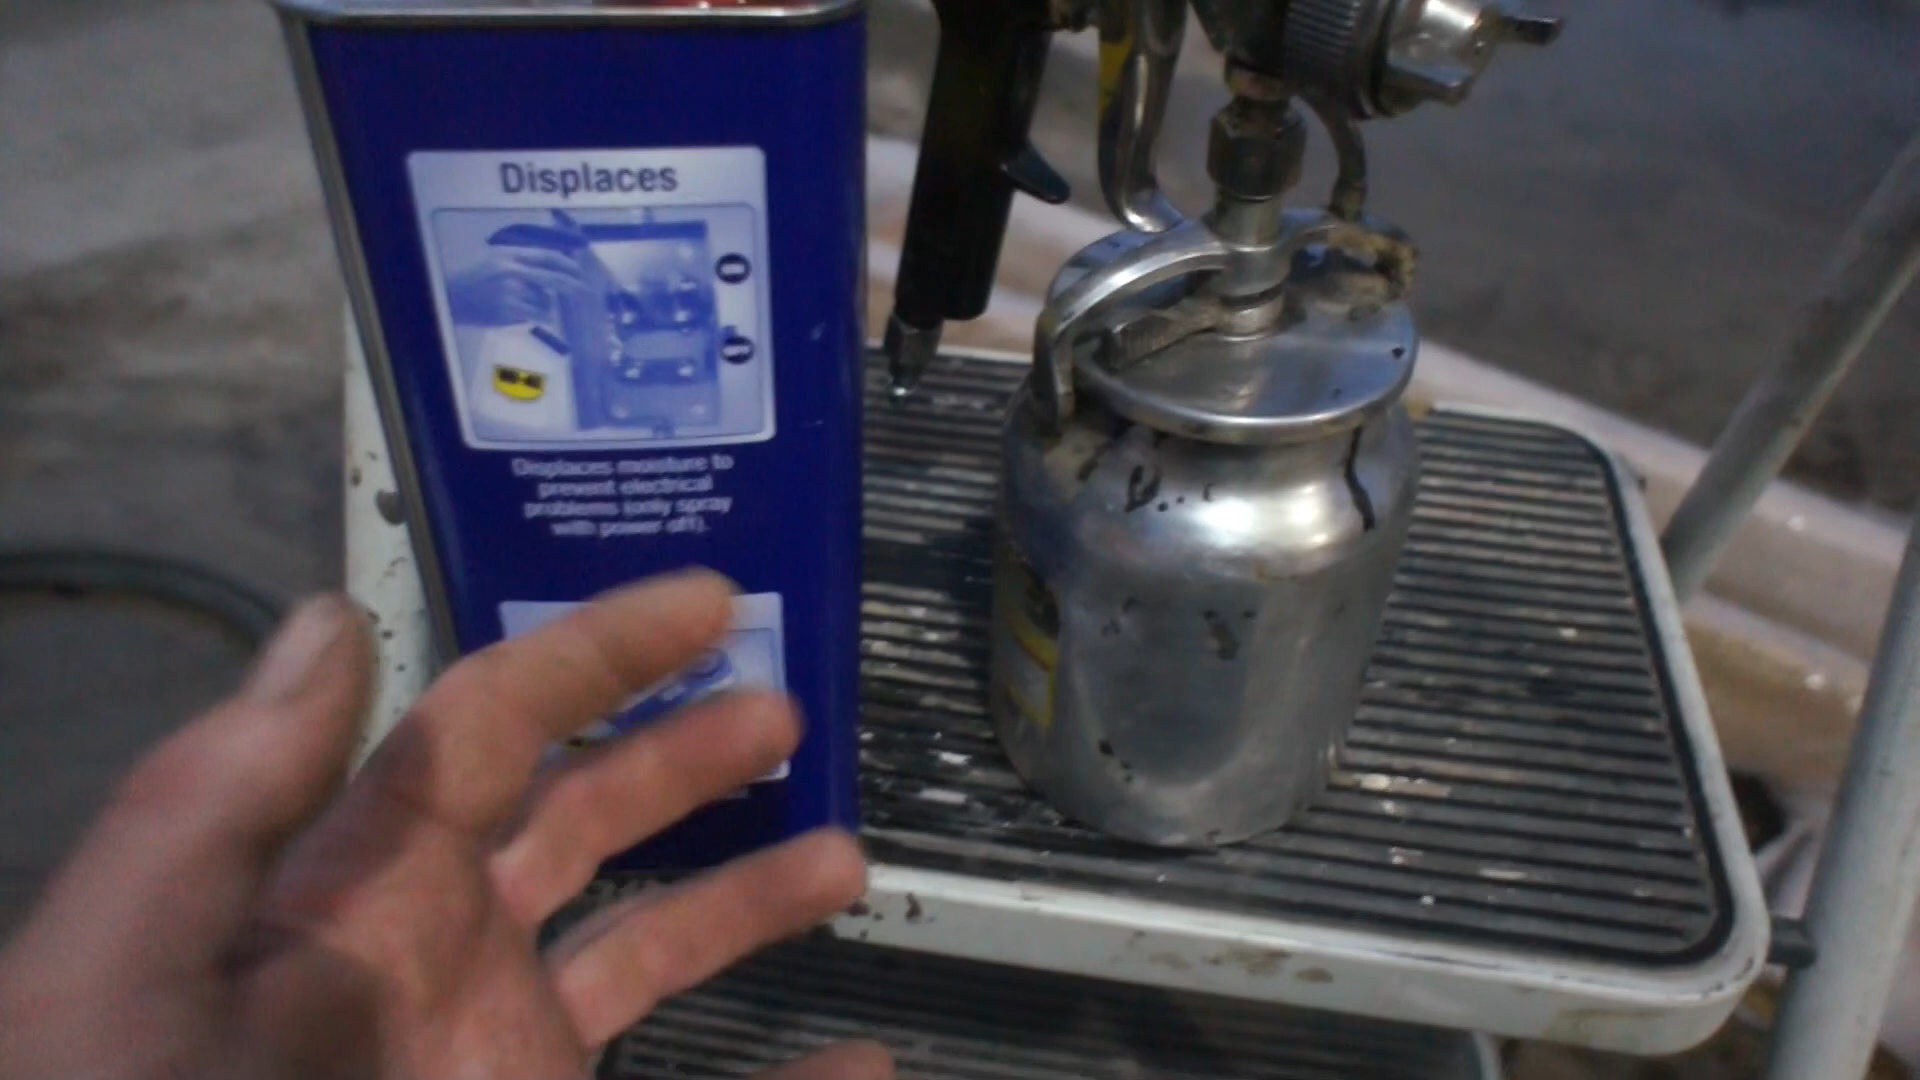 Displaces
Displaces moisture to
prevent electrical
problems (only spray
with power off).